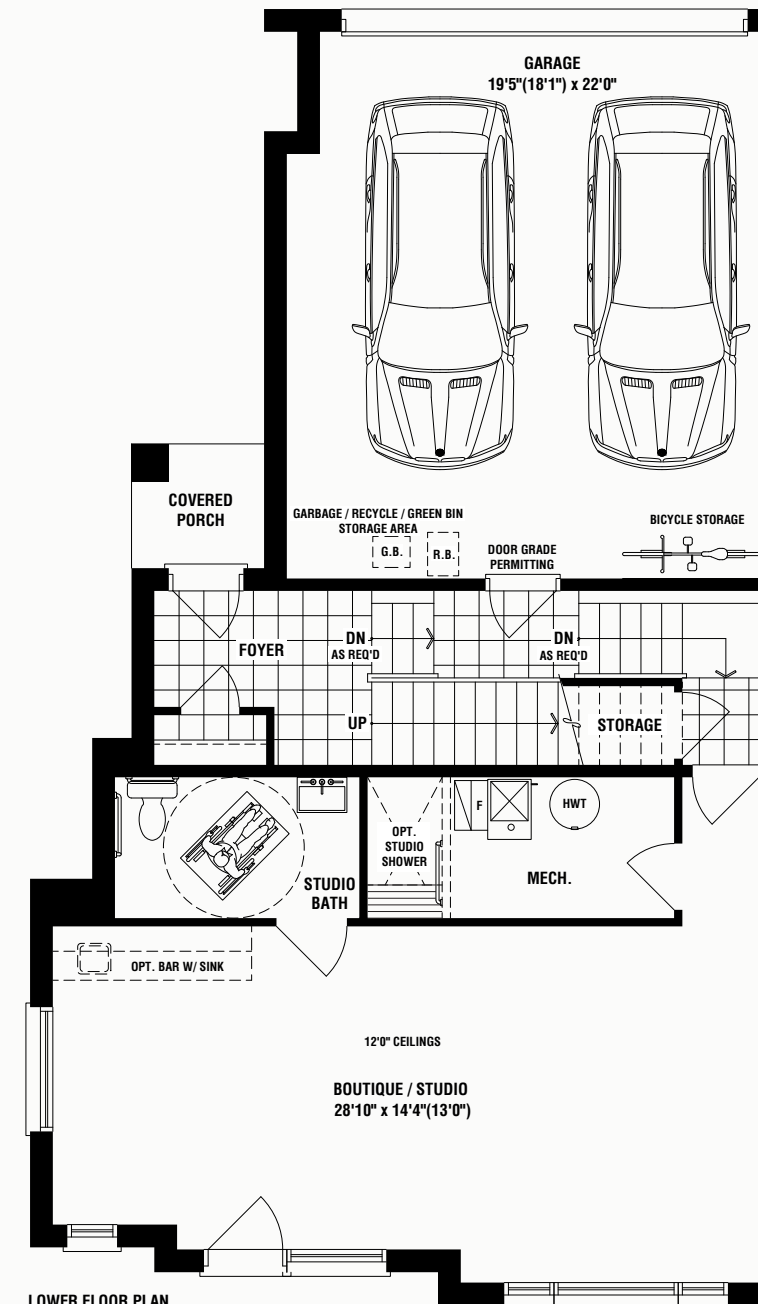 GARAGE
19'5"(18'1") x 22'0"
COVERED
PORCH
GARBAGE / RECYCLE / GREEN BIN
STORAGE AREA
G.B.
R.B.
DOOR GRADE
PERMITTING
BICYCLE STORAGE
FOYER
DN
AS REQ'D
DN
AS REQ'D
UP
STORAGE
F
HWT
OPT.
STUDIO
SHOWER
MECH.
STUDIO
BATH
OPT. BAR W/ SINK
12'0" CEILINGS
BOUTIQUE / STUDIO
28'10" x 14'4"(13'0")
LOWER FLOOR PLAN